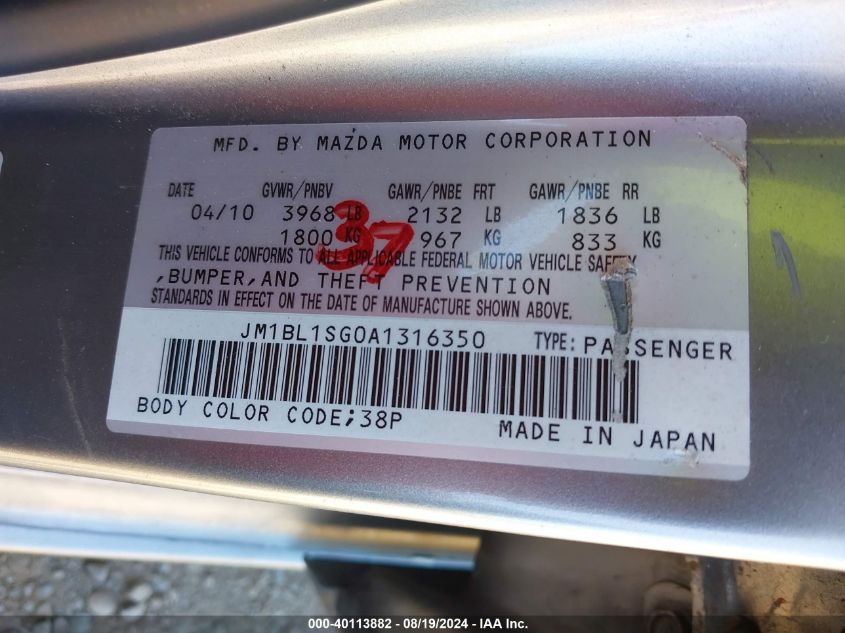 MFD. BY MAZDA MOTOR CORPORATION
DATE GVWR/PNBV GAWR/PNBE FRT GAWR/PNBE RR
04/10 3968 LB 2132 LB 1836 LB
1800 KG 967 KG 833 KG
37
THIS VEHICLE CONFORMS TO ALL APPLICABLE FEDERAL MOTOR VEHICLE SAFETY
,BUMPER,AND THEFT PREVENTION
STANDARDS IN EFFECT ON THE DATE OF MANUFACTURE SHOWN ABOVE.
JM1BL1SG0A1316350 TYPE: PASSENGER
BODY COLOR CODE;38P
MADE IN JAPAN
000-40113882 - 08/19/2024 - IAA Inc.